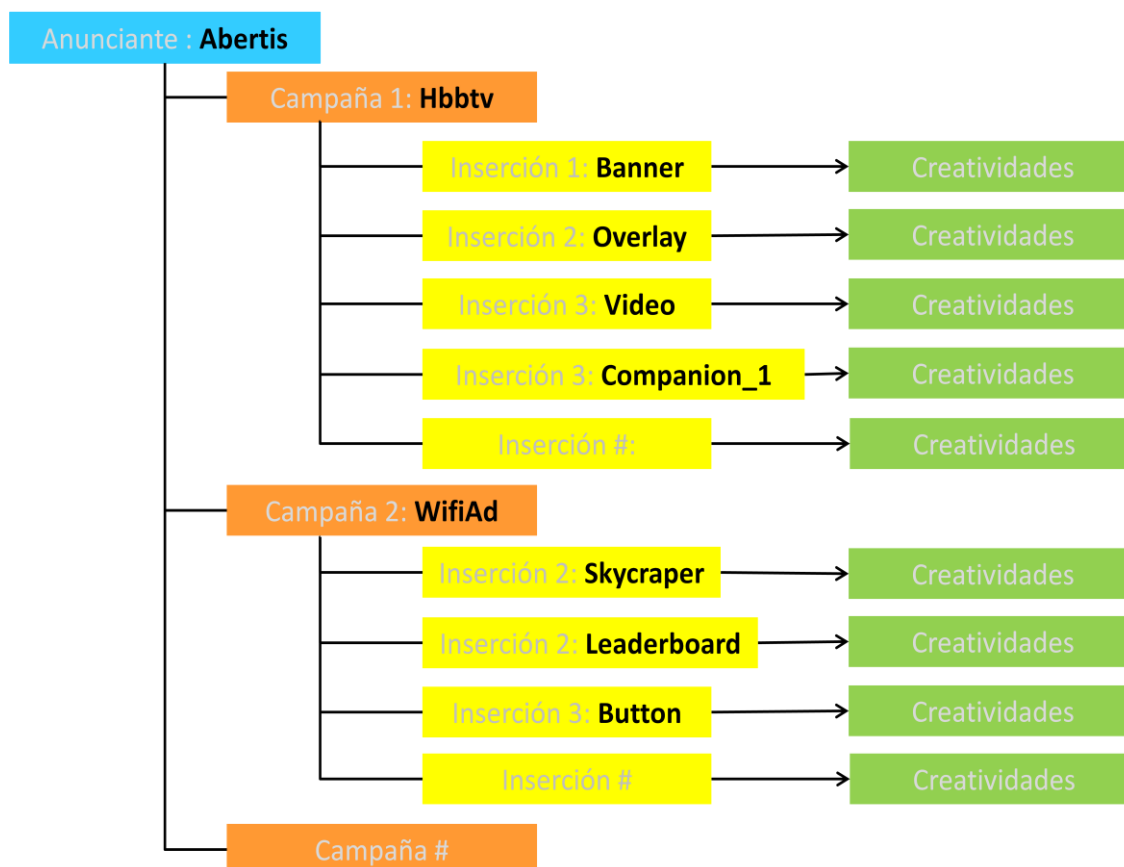 Anunciante : Abertis
Campaña 1: Hbbtv
Inserción 1: Banner
Creatividades
Inserción 2: Overlay
Creatividades
Inserción 3: Video
Creatividades
Inserción 3: Companion_1
Creatividades
Inserción #:
Creatividades
Campaña 2: WifiAd
Inserción 2: Skycraper
Creatividades
Inserción 2: Leaderboard
Creatividades
Inserción 3: Button
Creatividades
Inserción #
Creatividades
Campaña #